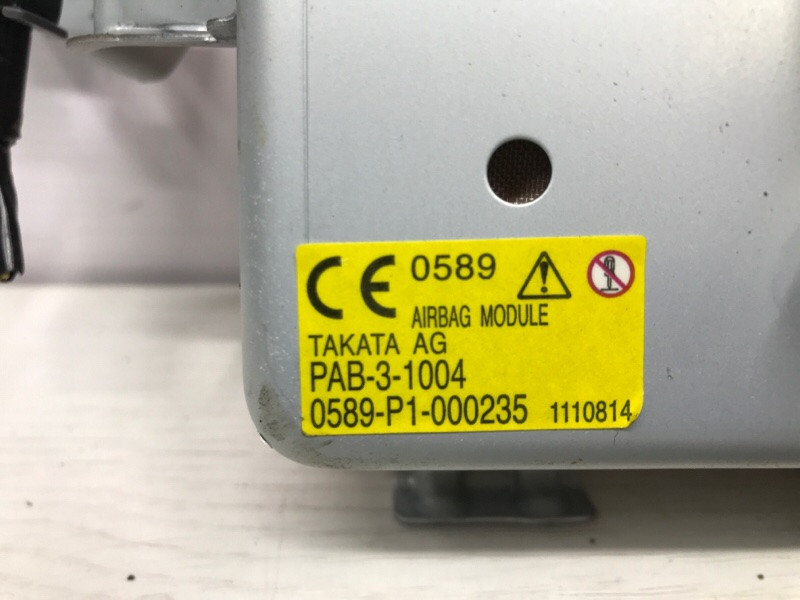 CE 0589
AIRBAG MODULE
TAKATA AG
PAB-3-1004
0589-P1-000235 1110814